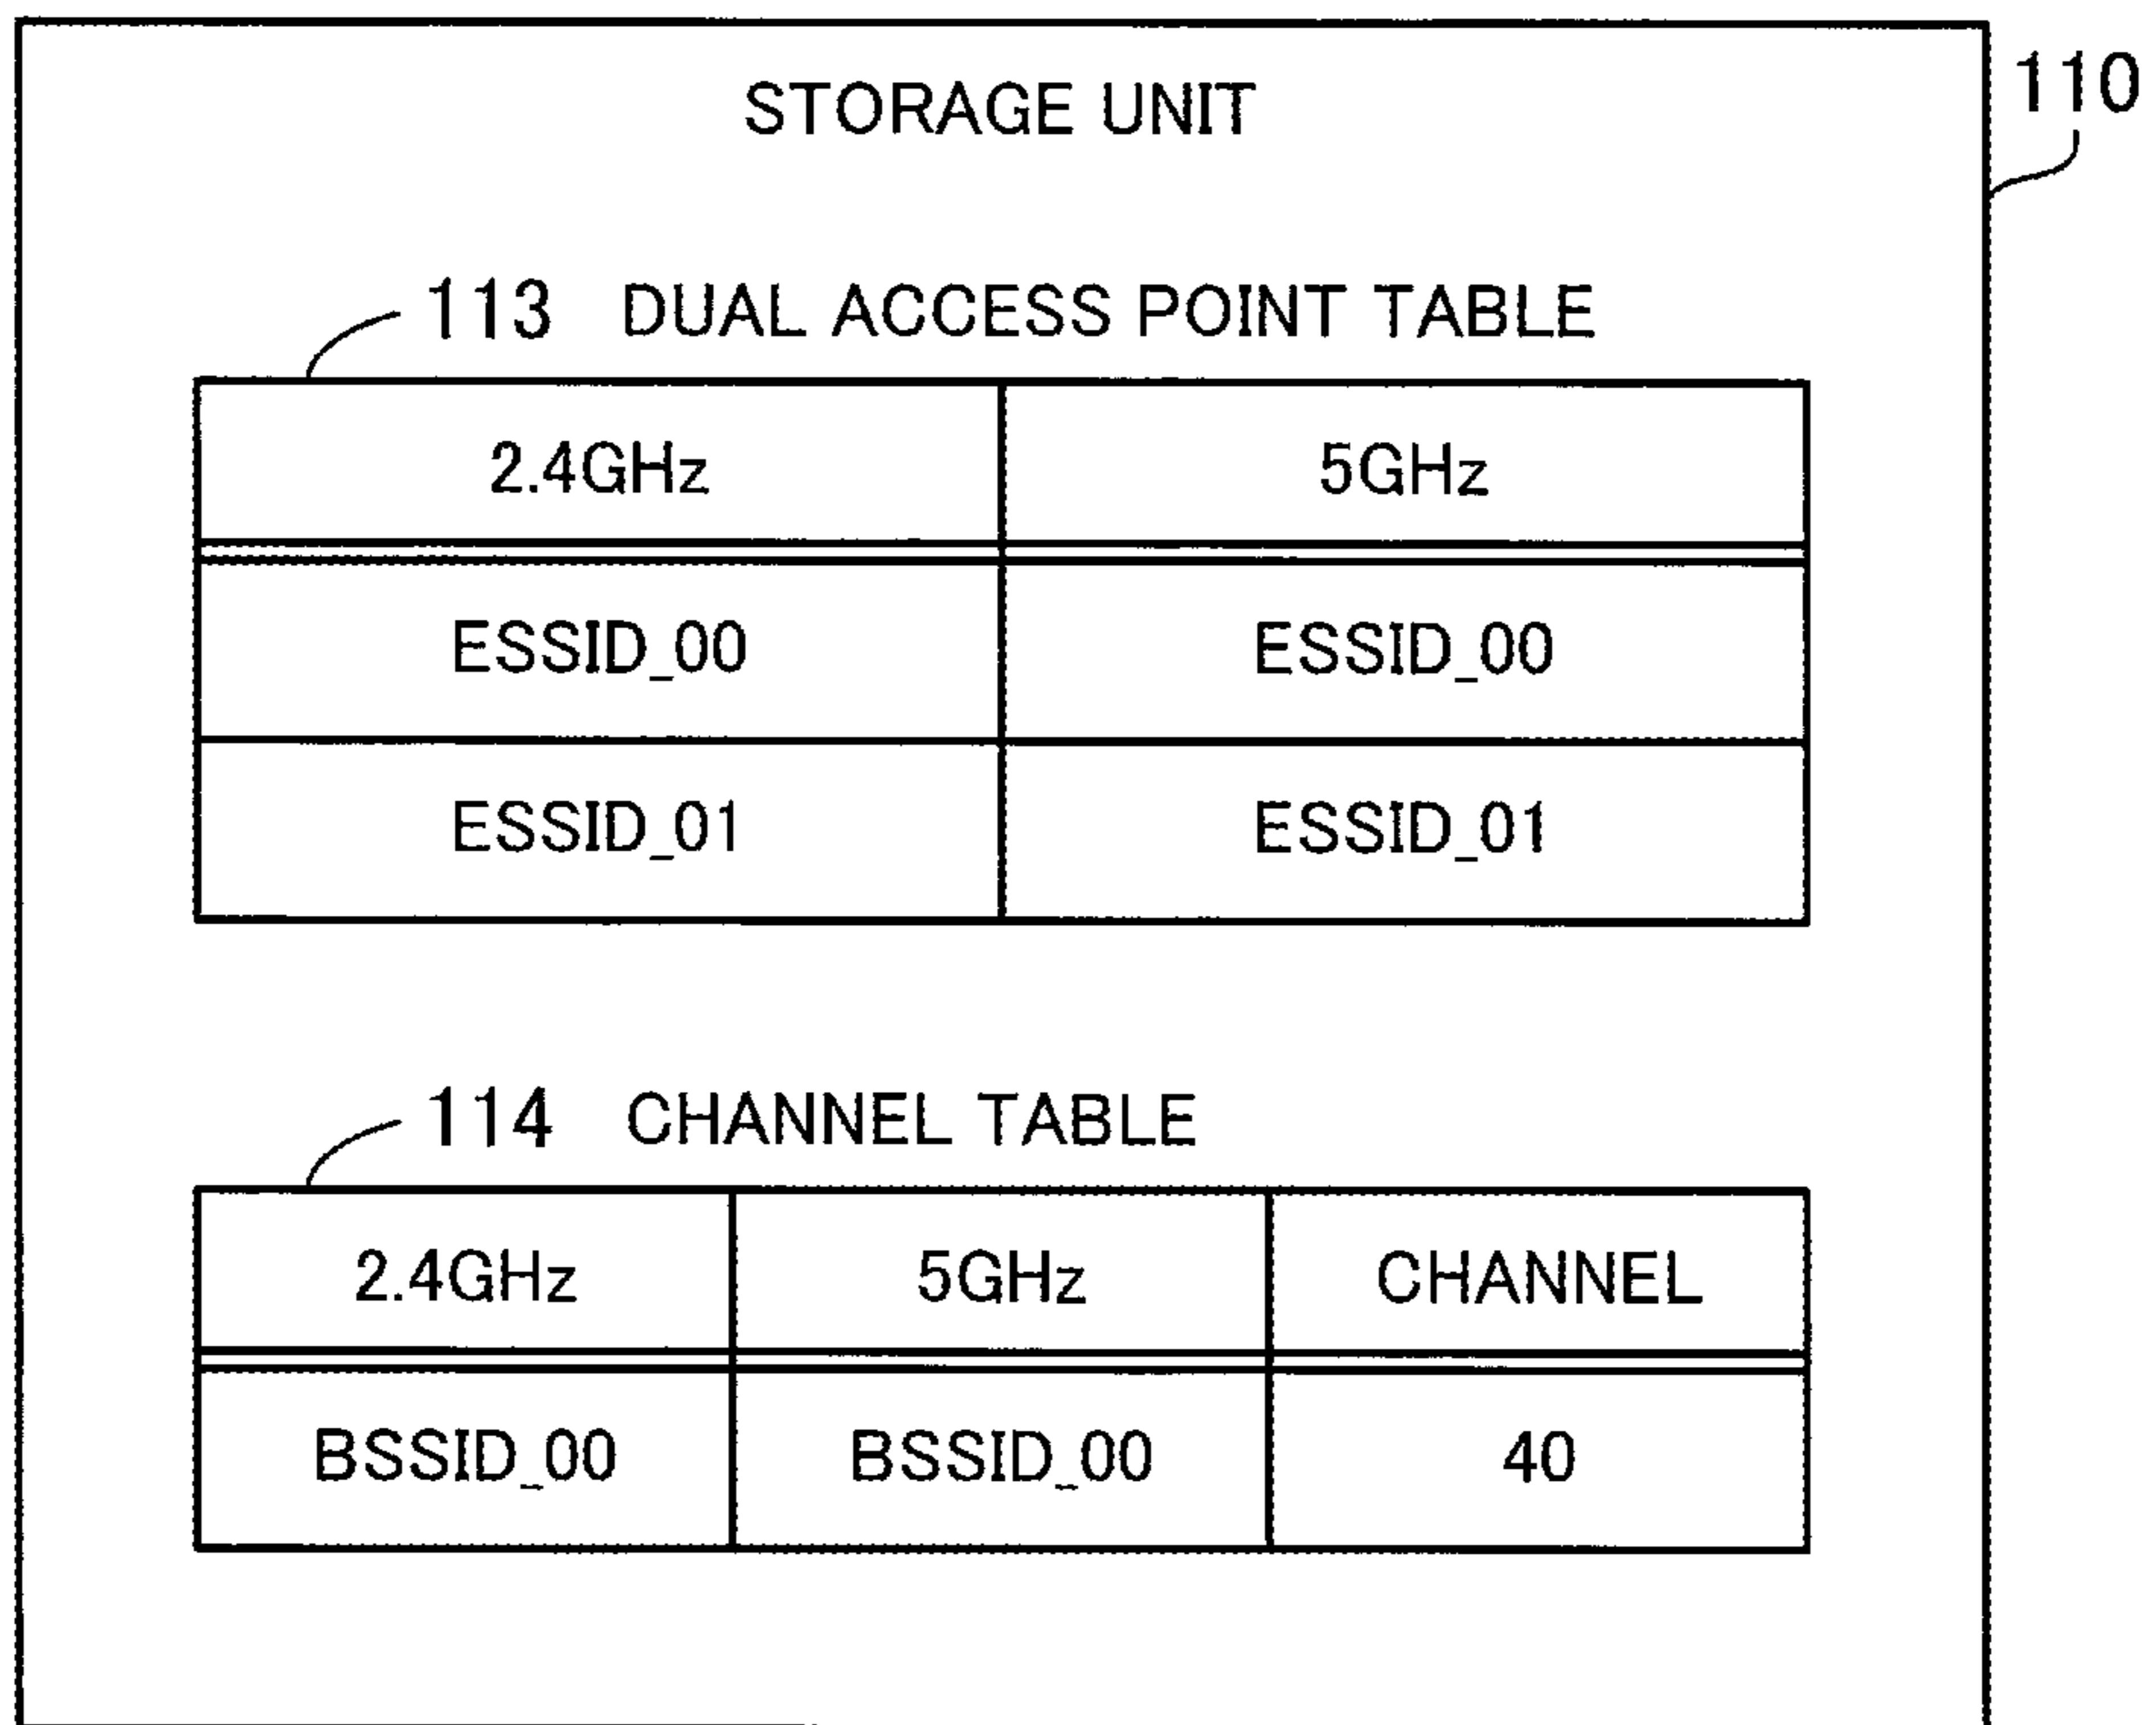 STORAGE UNIT
110
113 DUAL ACCESS POINT TABLE
2.4GHz 5GHz
ESSID_00 ESSID_00
ESSID_01 ESSID_01
114 CHANNEL TABLE
2.4GHz 5GHz CHANNEL
BSSID_00 BSSID_00 40